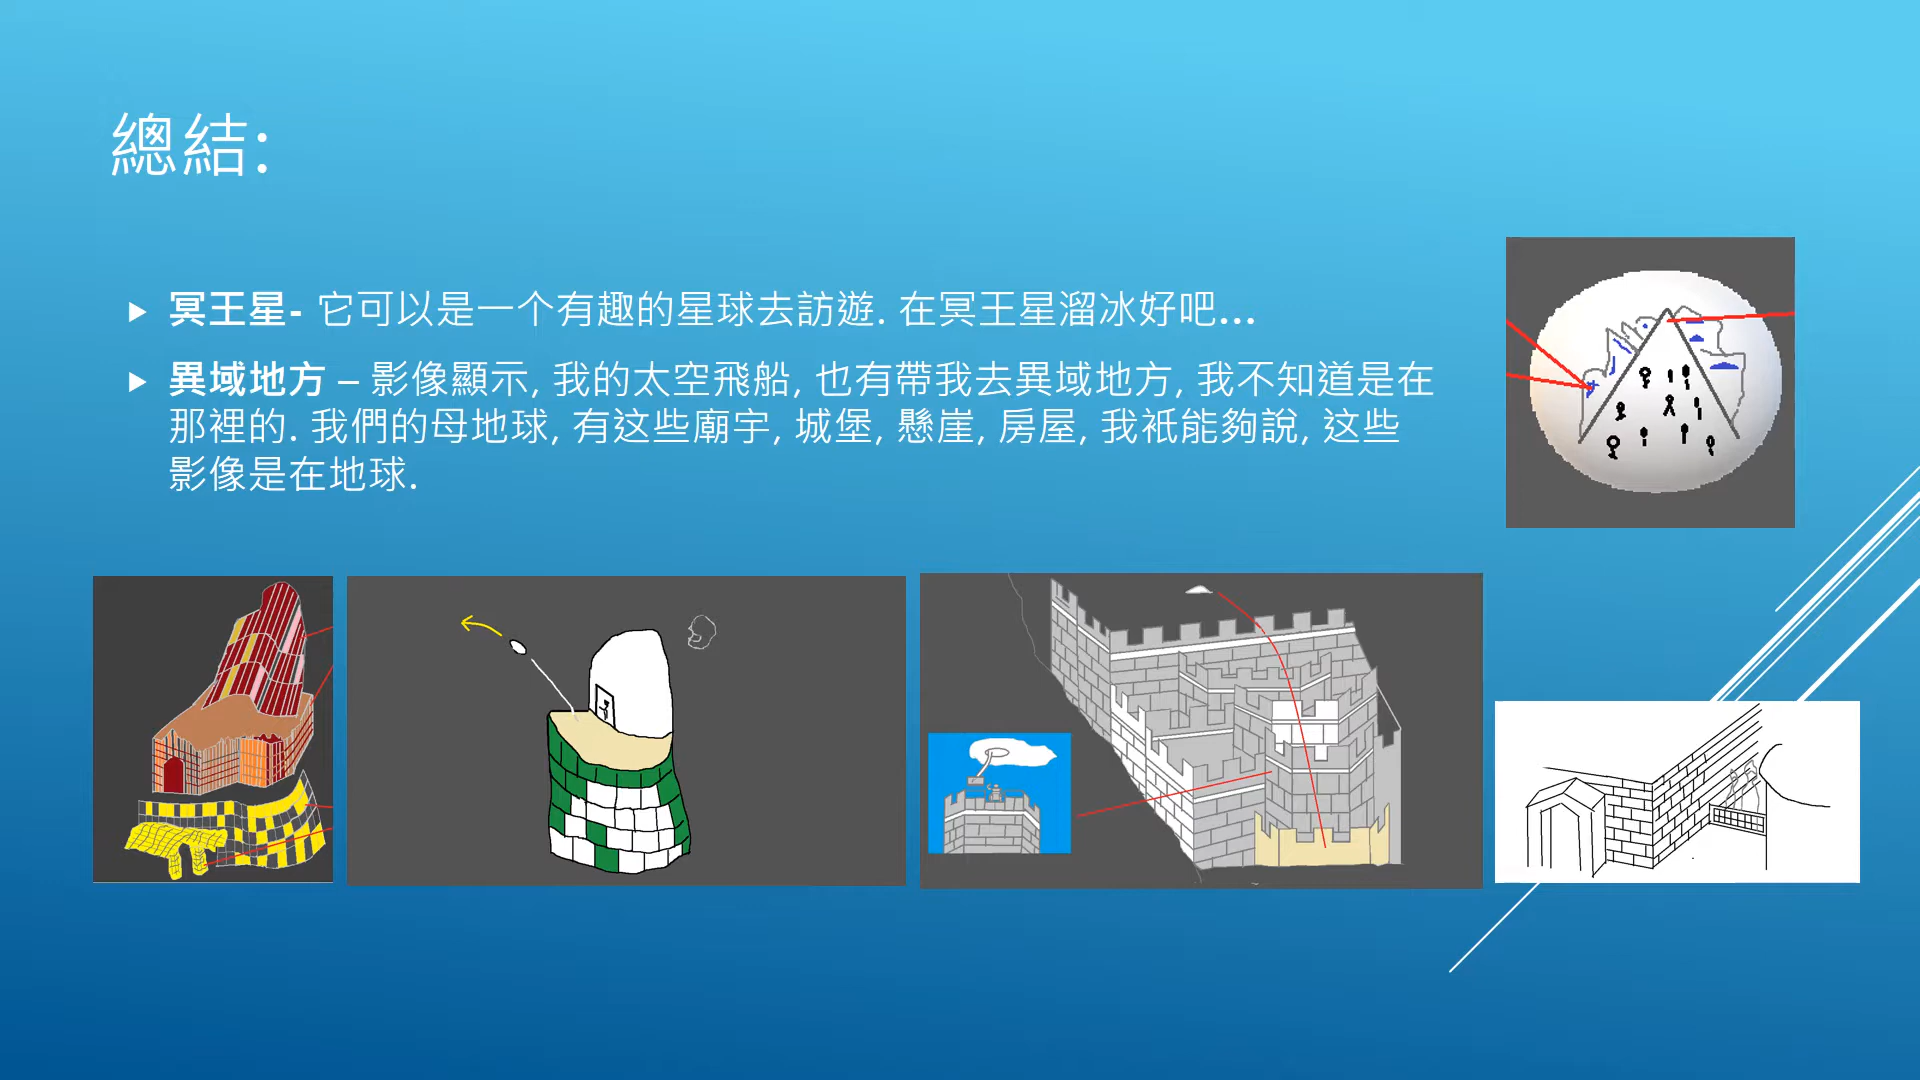 總結:
冥王星- 它可以是一个有趣的星球去訪遊. 在冥王星溜冰好吧...
異域地方 – 影像顯示, 我的太空飛船, 也有帶我去異域地方, 我不知道是在
那裡的. 我們的母地球, 有这些廟宇, 城堡, 懸崖, 房屋, 我衹能夠説, 这些
影像是在地球.